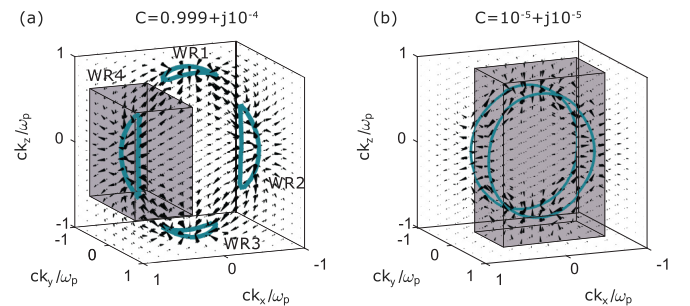 (a) C=0.999+j10⁻⁴
(b) C=10⁻⁵+j10⁻⁵
WR1
WR4
WR2
WR3
1
0
-1
ck_z/ω_p
-1
0
1
ck_y/ω_p
1
0
-1
ck_x/ω_p
1
0
-1
ck_z/ω_p
-1
0
1
ck_y/ω_p
1
0
-1
ck_x/ω_p